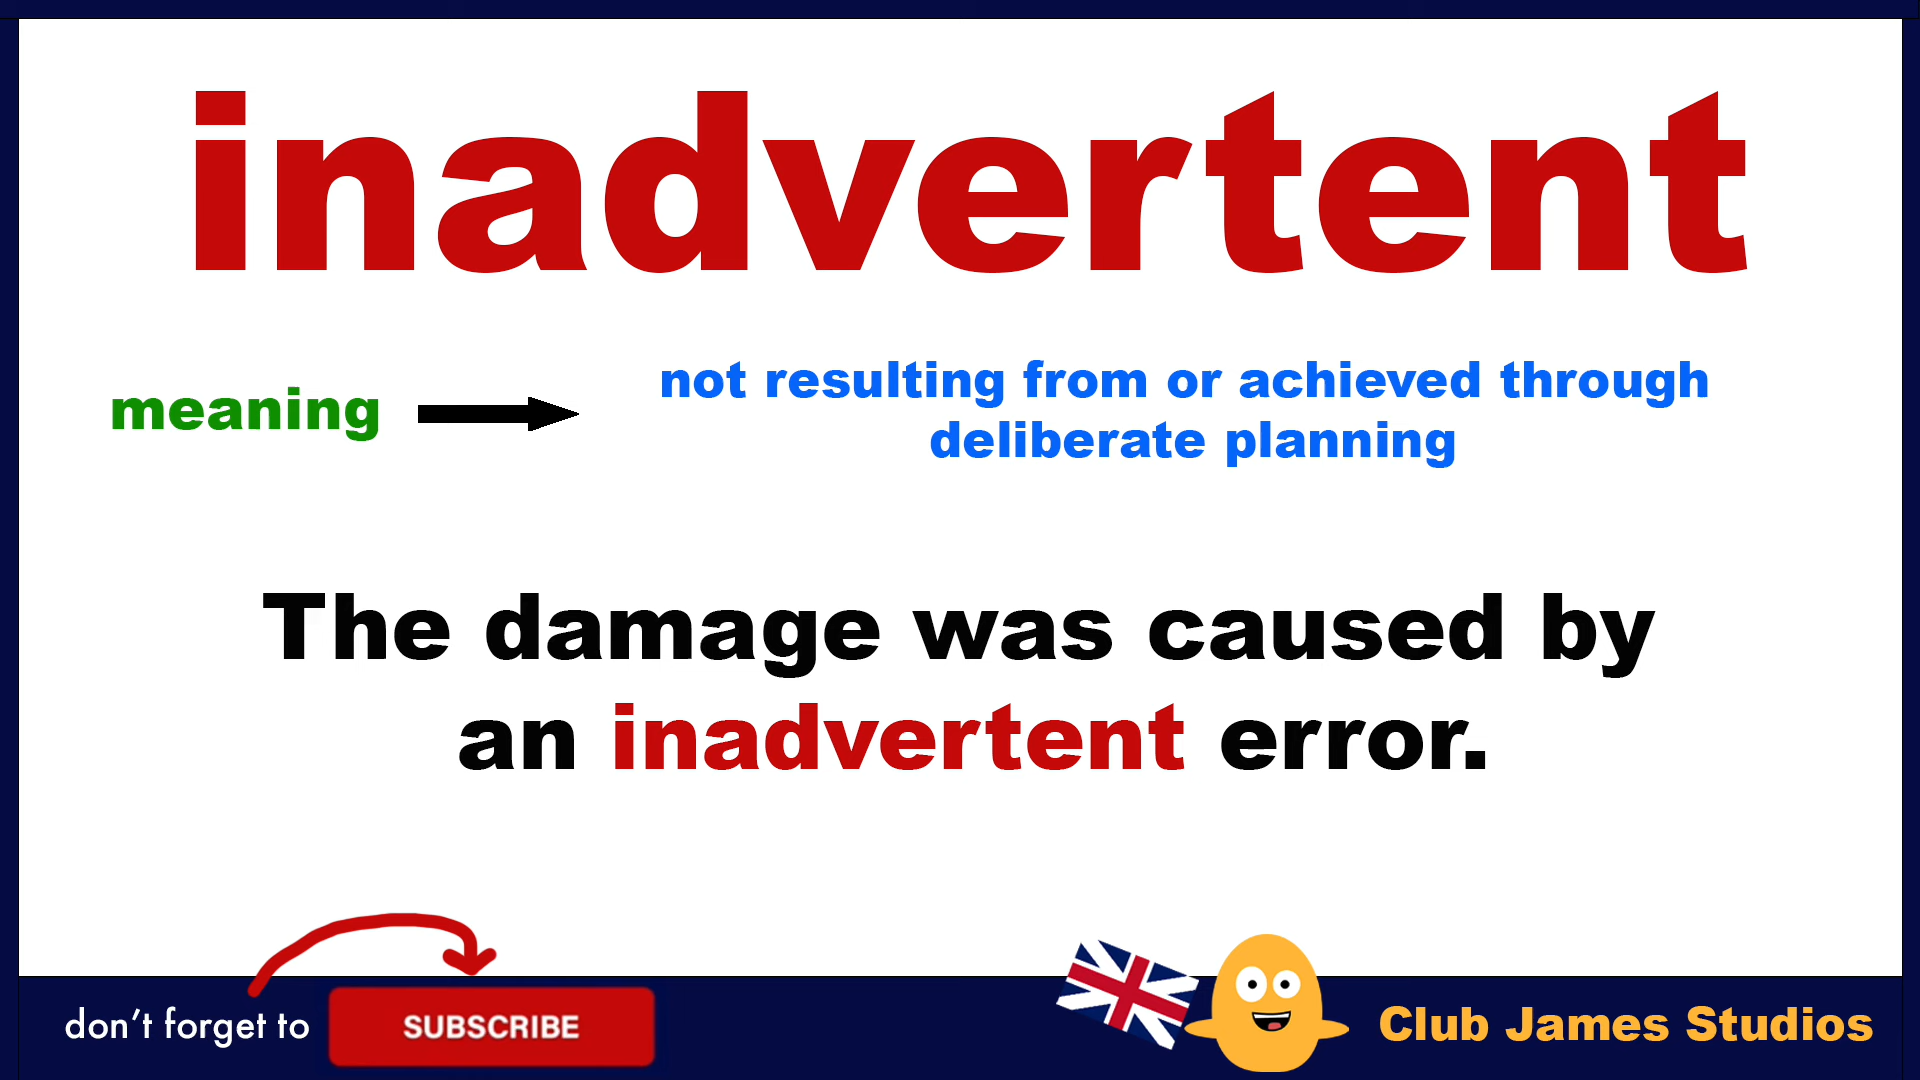 inadvertent
meaning
not resulting from or achieved through
deliberate planning
The damage was caused by
an inadvertent error.
don't forget to
SUBSCRIBE
Club James Studios